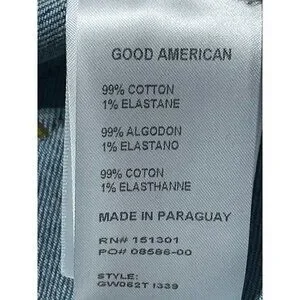 GOOD AMERICAN
99% COTTON
1% ELASTANE
99% ALGODON
1% ELASTANO
99% COTON
1% ELASTHANNE
MADE IN PARAGUAY
RN# 151301
PO# 08586-00
STYLE:
GW062T I339